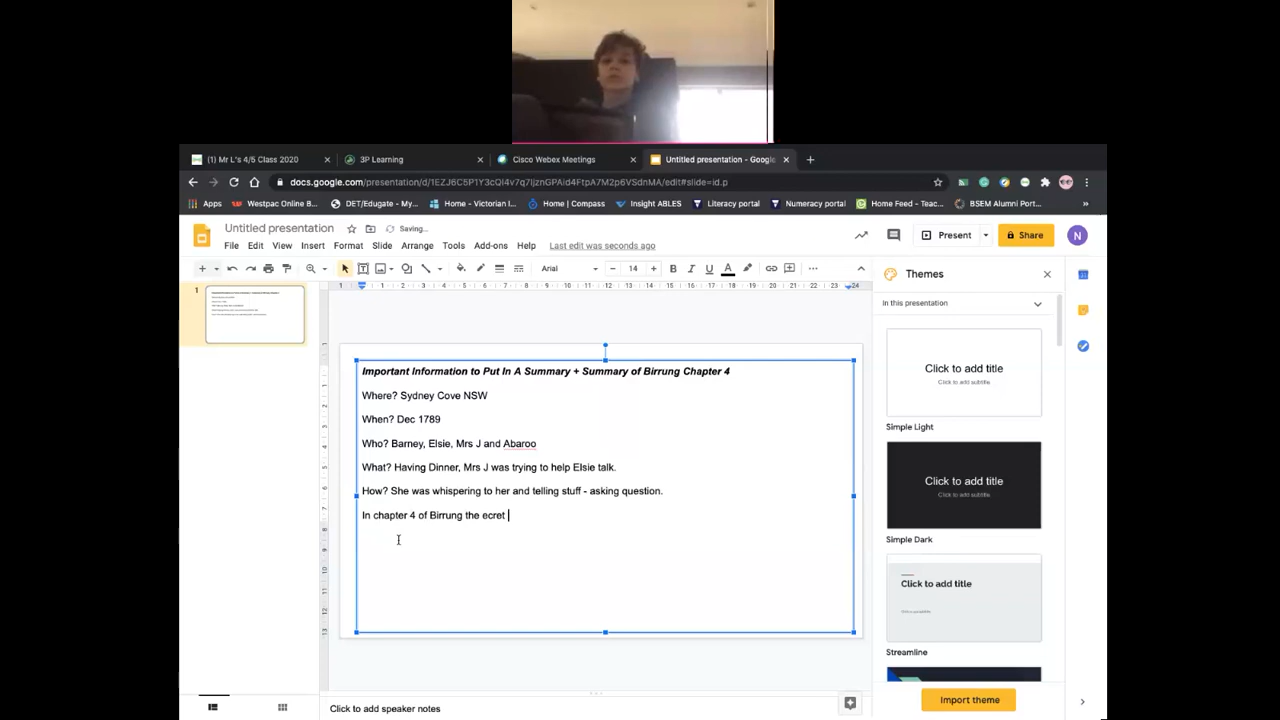 (1) Mr L's 4/5 Class 2020
3P Learning
Cisco Webex Meetings
Untitled presentation - Google
docs.google.com/presentation/d/1EZJ6C5P1Y3cQl4v7q7IjznGPAid4FtpA7M2p6VSdnMA/edit#slide=id.p
Apps
Westpac Online B...
DET/Edugate - My...
Home - Victorian I...
Home | Compass
Insight ABLES
Literacy portal
Numeracy portal
Home Feed - Teac...
BSEM Alumni Port...
Untitled presentation
Saving...
File Edit View Insert Format Slide Arrange Tools Add-ons Help Last edit was seconds ago
Present
Share
N
Arial
14
B I U A
Themes
In this presentation
1
Important Information to Put In A Summary + Summary of Birrung Chapter 4
Where? Sydney Cove NSW
When? Dec 1789
Who? Barney, Elsie, Mrs J and Abaroo
What? Having Dinner, Mrs J was trying to help Elsie talk.
How? She was whispering to her and telling stuff - asking question.
In chapter 4 of Birrung the ecret
Click to add speaker notes
Click to add title
Click to add subtitle
Simple Light
Click to add title
Click to add subtitle
Simple Dark
Click to add title
Streamline
Import theme